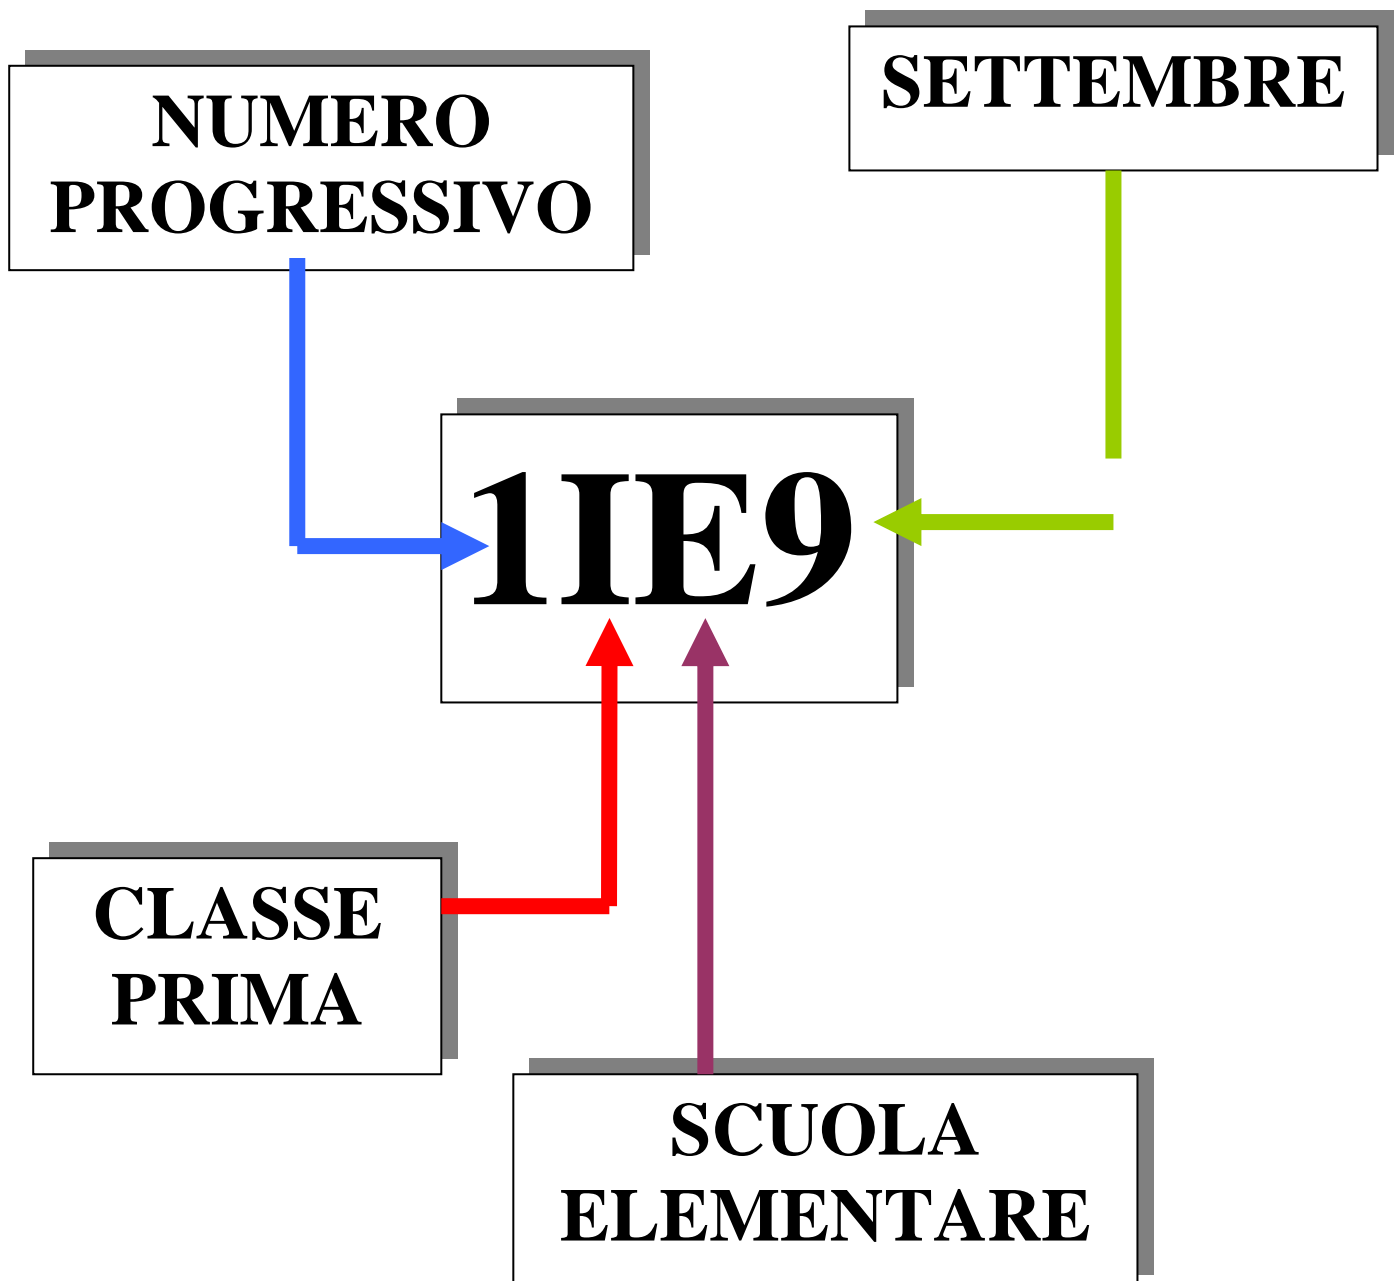 NUMERO
PROGRESSIVO
SETTEMBRE
1IE9
CLASSE
PRIMA
SCUOLA
ELEMENTARE